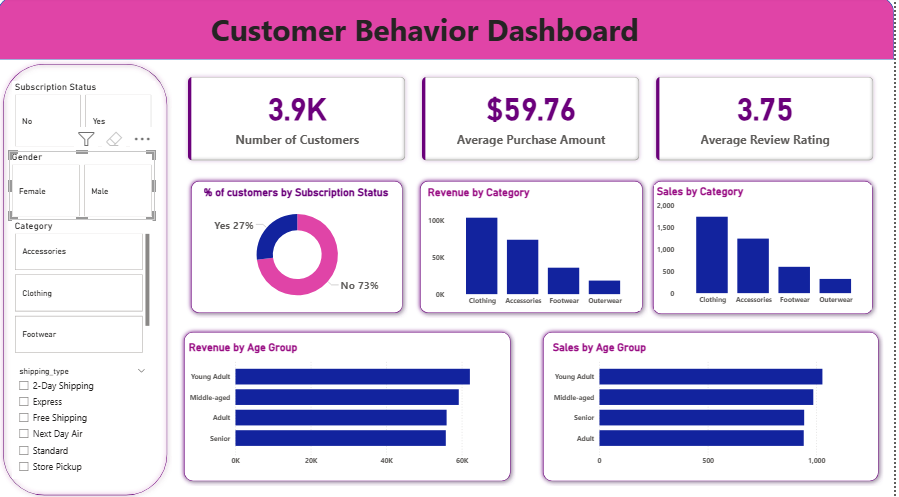 Customer Behavior Dashboard
Subscription Status
No
Yes
Gender
Female
Male
Category
Accessories
Clothing
Footwear
shipping_type
2-Day Shipping
Express
Free Shipping
Next Day Air
Standard
Store Pickup
3.9K
Number of Customers
$59.76
Average Purchase Amount
3.75
Average Review Rating
% of customers by Subscription Status
Yes 27%
No 73%
Revenue by Category
100K
50K
0K
Clothing Accessories Footwear Outerwear
Sales by Category
2,000
1,500
1,000
500
0
Clothing Accessories Footwear Outerwear
Revenue by Age Group
Young Adult
Middle-aged
Adult
Senior
0K 20K 40K 60K
Sales by Age Group
Young Adult
Middle-aged
Senior
Adult
0 500 1,000